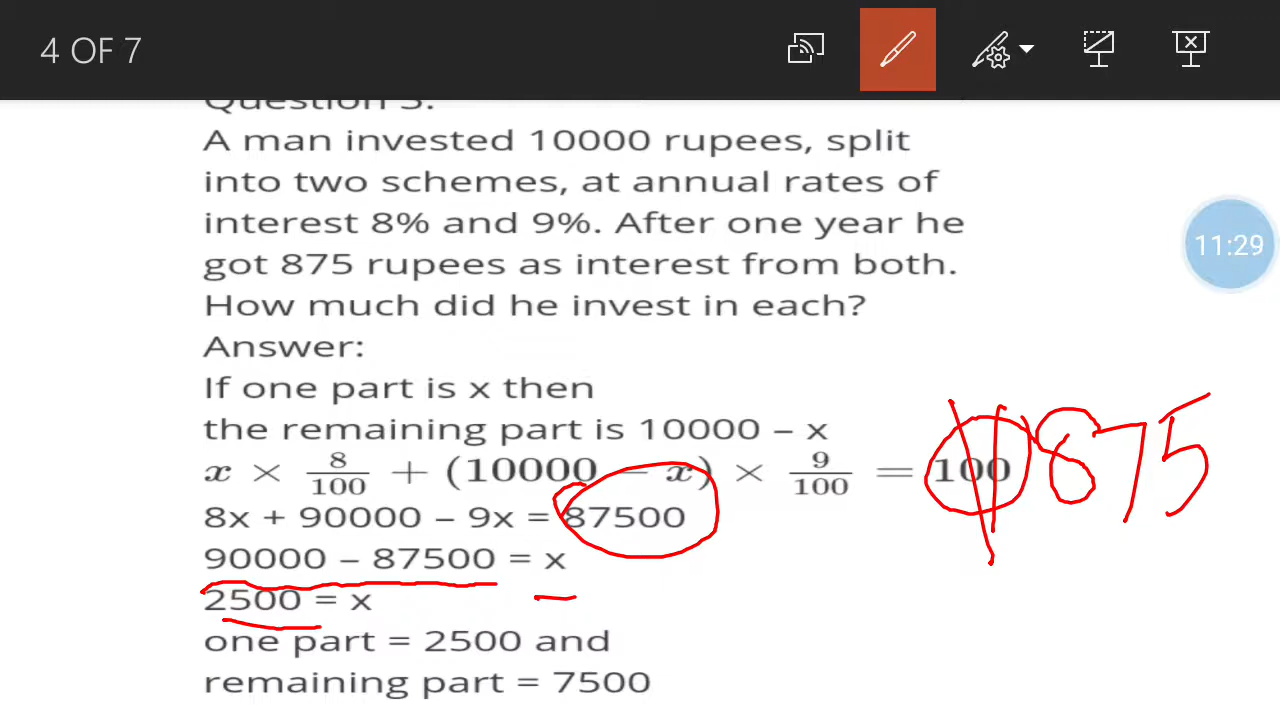 4 OF 7
Question 3:
A man invested 10000 rupees, split
into two schemes, at annual rates of
interest 8% and 9%. After one year he
got 875 rupees as interest from both.
How much did he invest in each?
Answer:
If one part is x then
the remaining part is 10000 – x
x × 8/100 + (10000 – x) × 9/100 = 100 875
8x + 90000 – 9x = 87500
90000 – 87500 = x
2500 = x
one part = 2500 and
remaining part = 7500
11:29